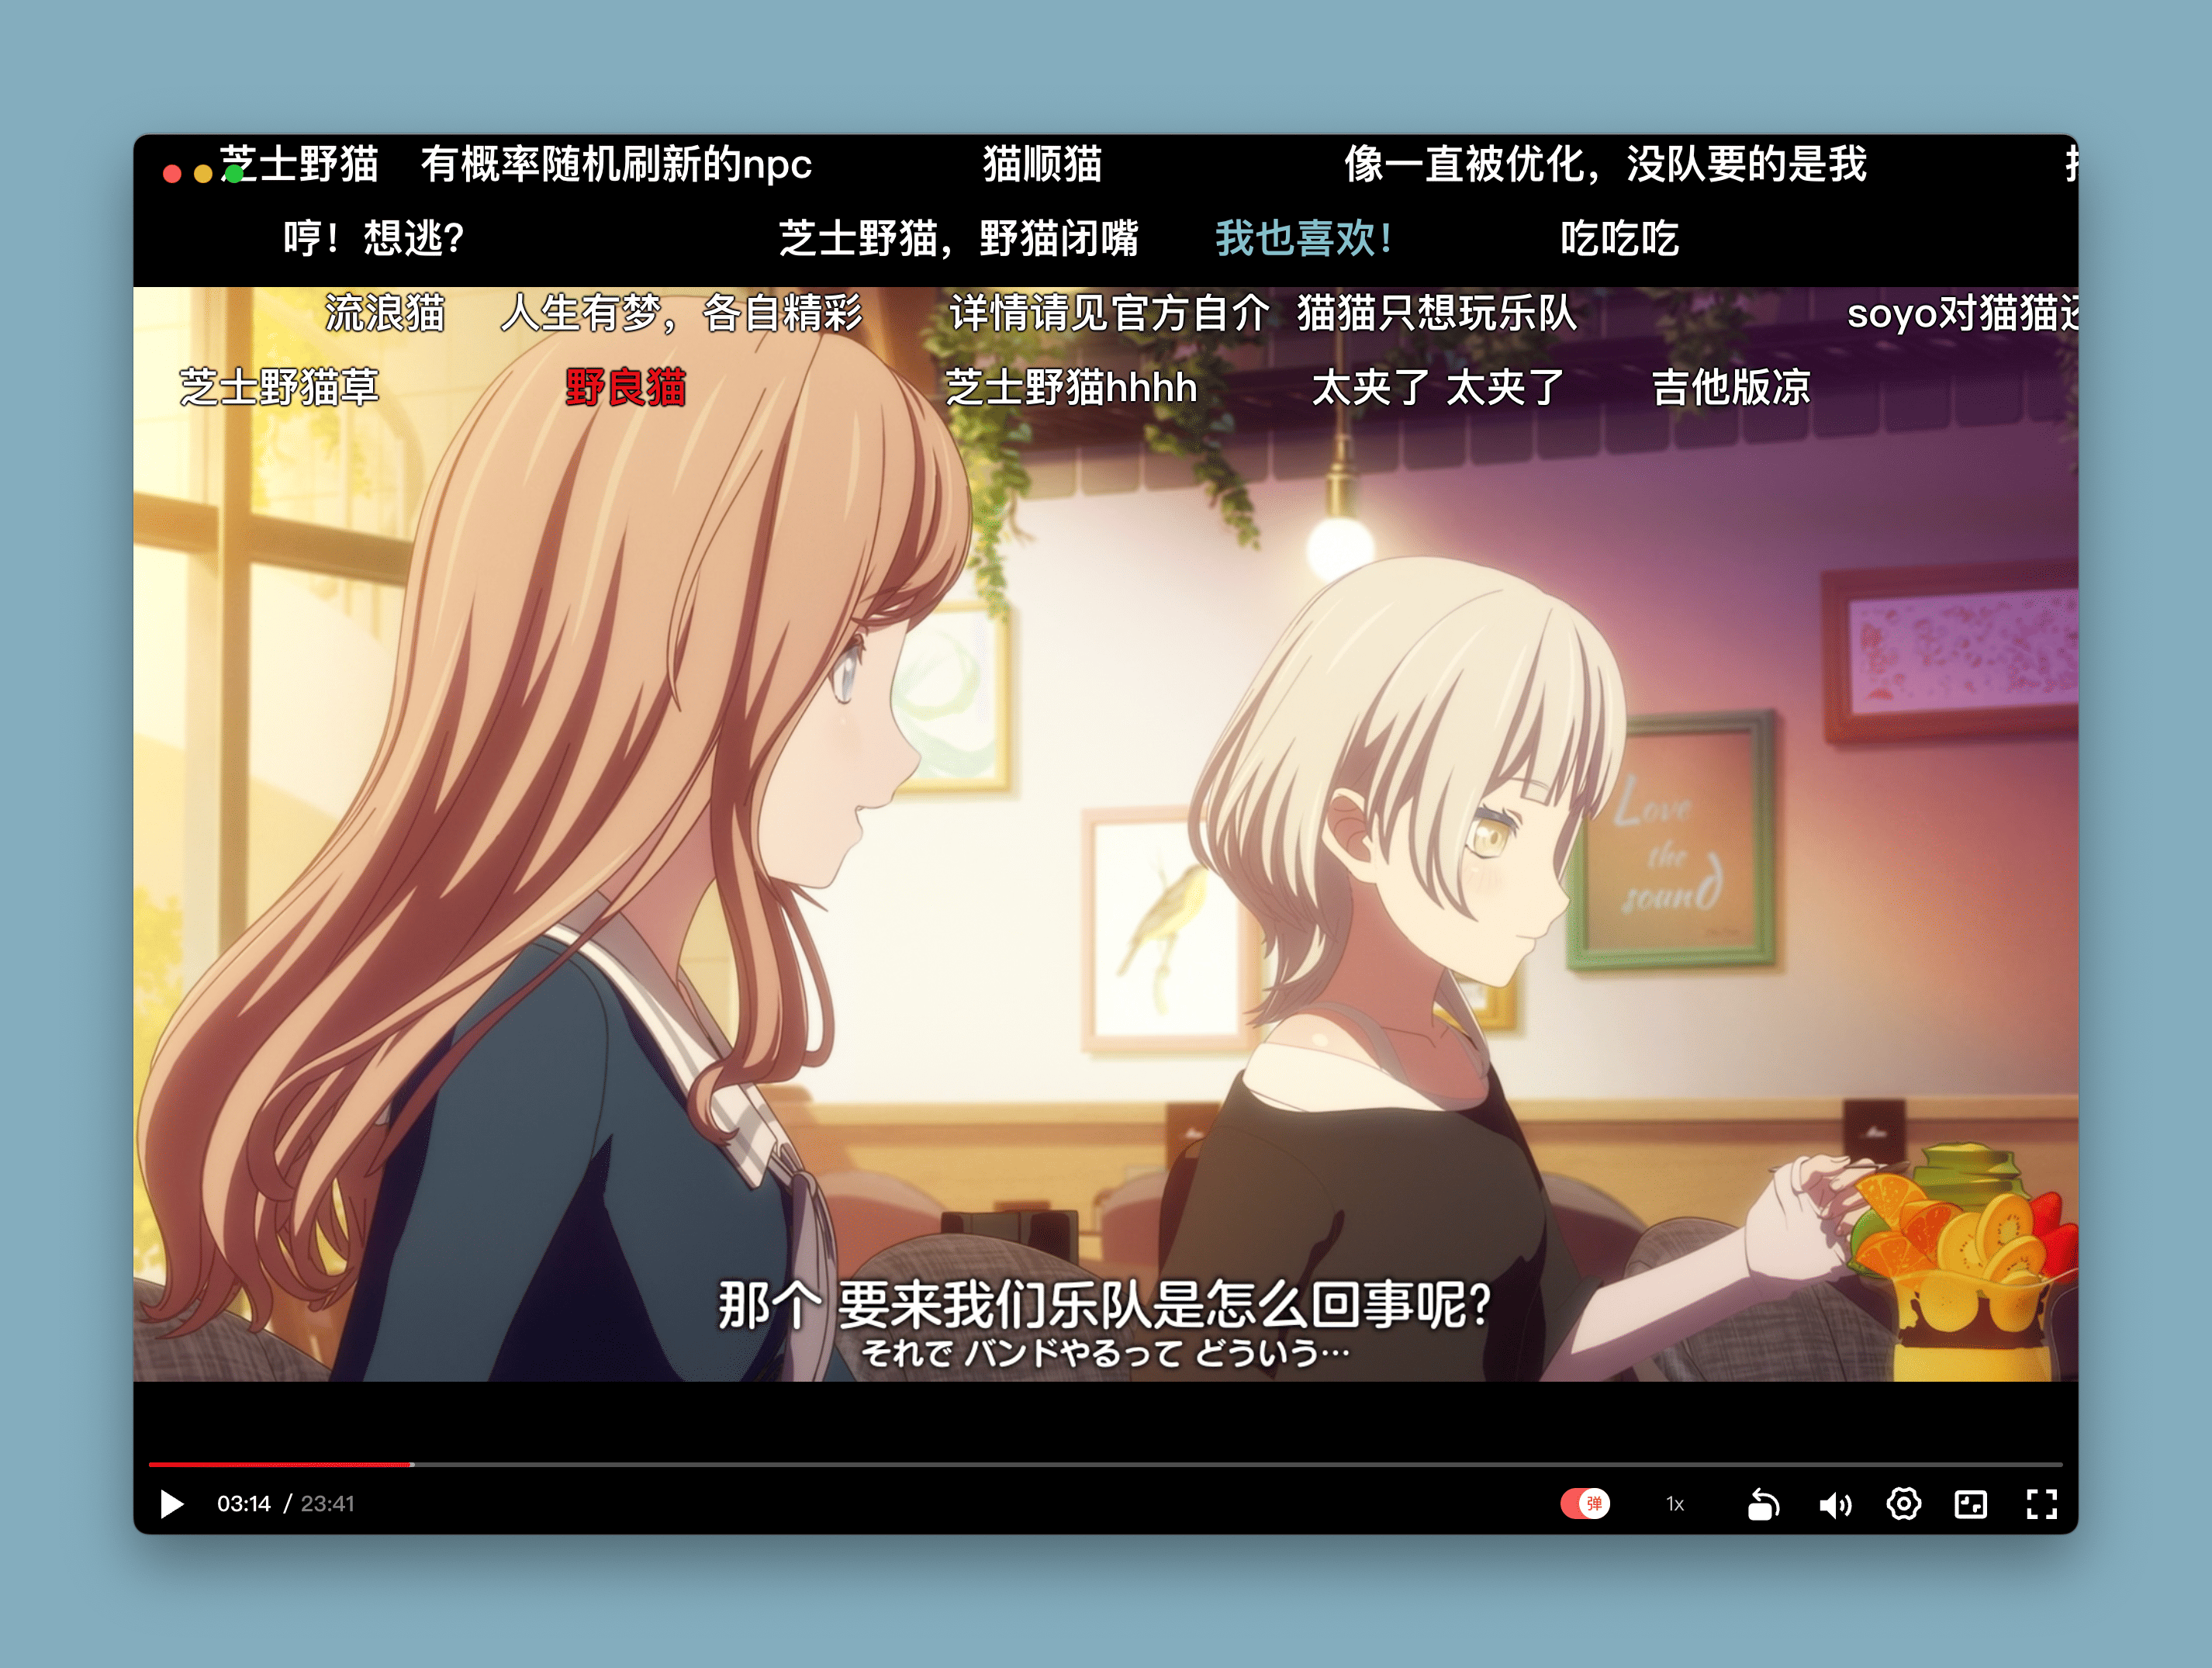 芝士野猫 有概率随机刷新的npc 猫顺猫 像一直被优化，没队要的是我
哼！想逃？ 芝士野猫，野猫闭嘴 我也喜欢！ 吃吃吃
流浪猫 人生有梦，各自精彩 详情请见官方自介 猫猫只想玩乐队 soyo对猫猫还
芝士野猫草 野良猫 芝士野猫hhhh 太夹了 太夹了 吉他版凉
Love
the
sound
那个 要来我们乐队是怎么回事呢?
それで バンドやるって どういう…
03:14 / 23:41 弹 1x